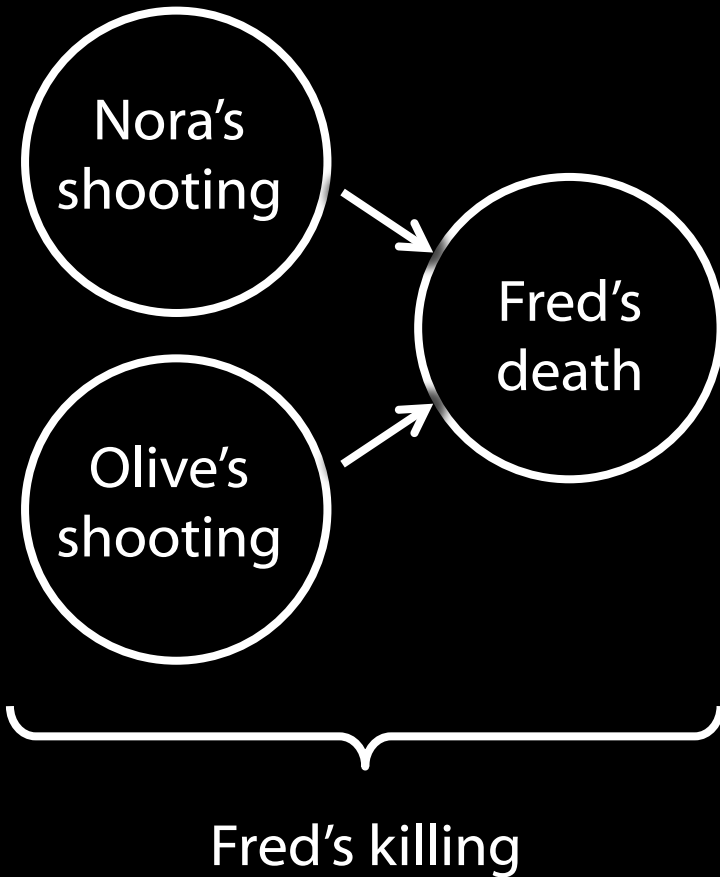 Nora’s
shooting
Fred’s
death
Olive’s
shooting
Fred’s killing